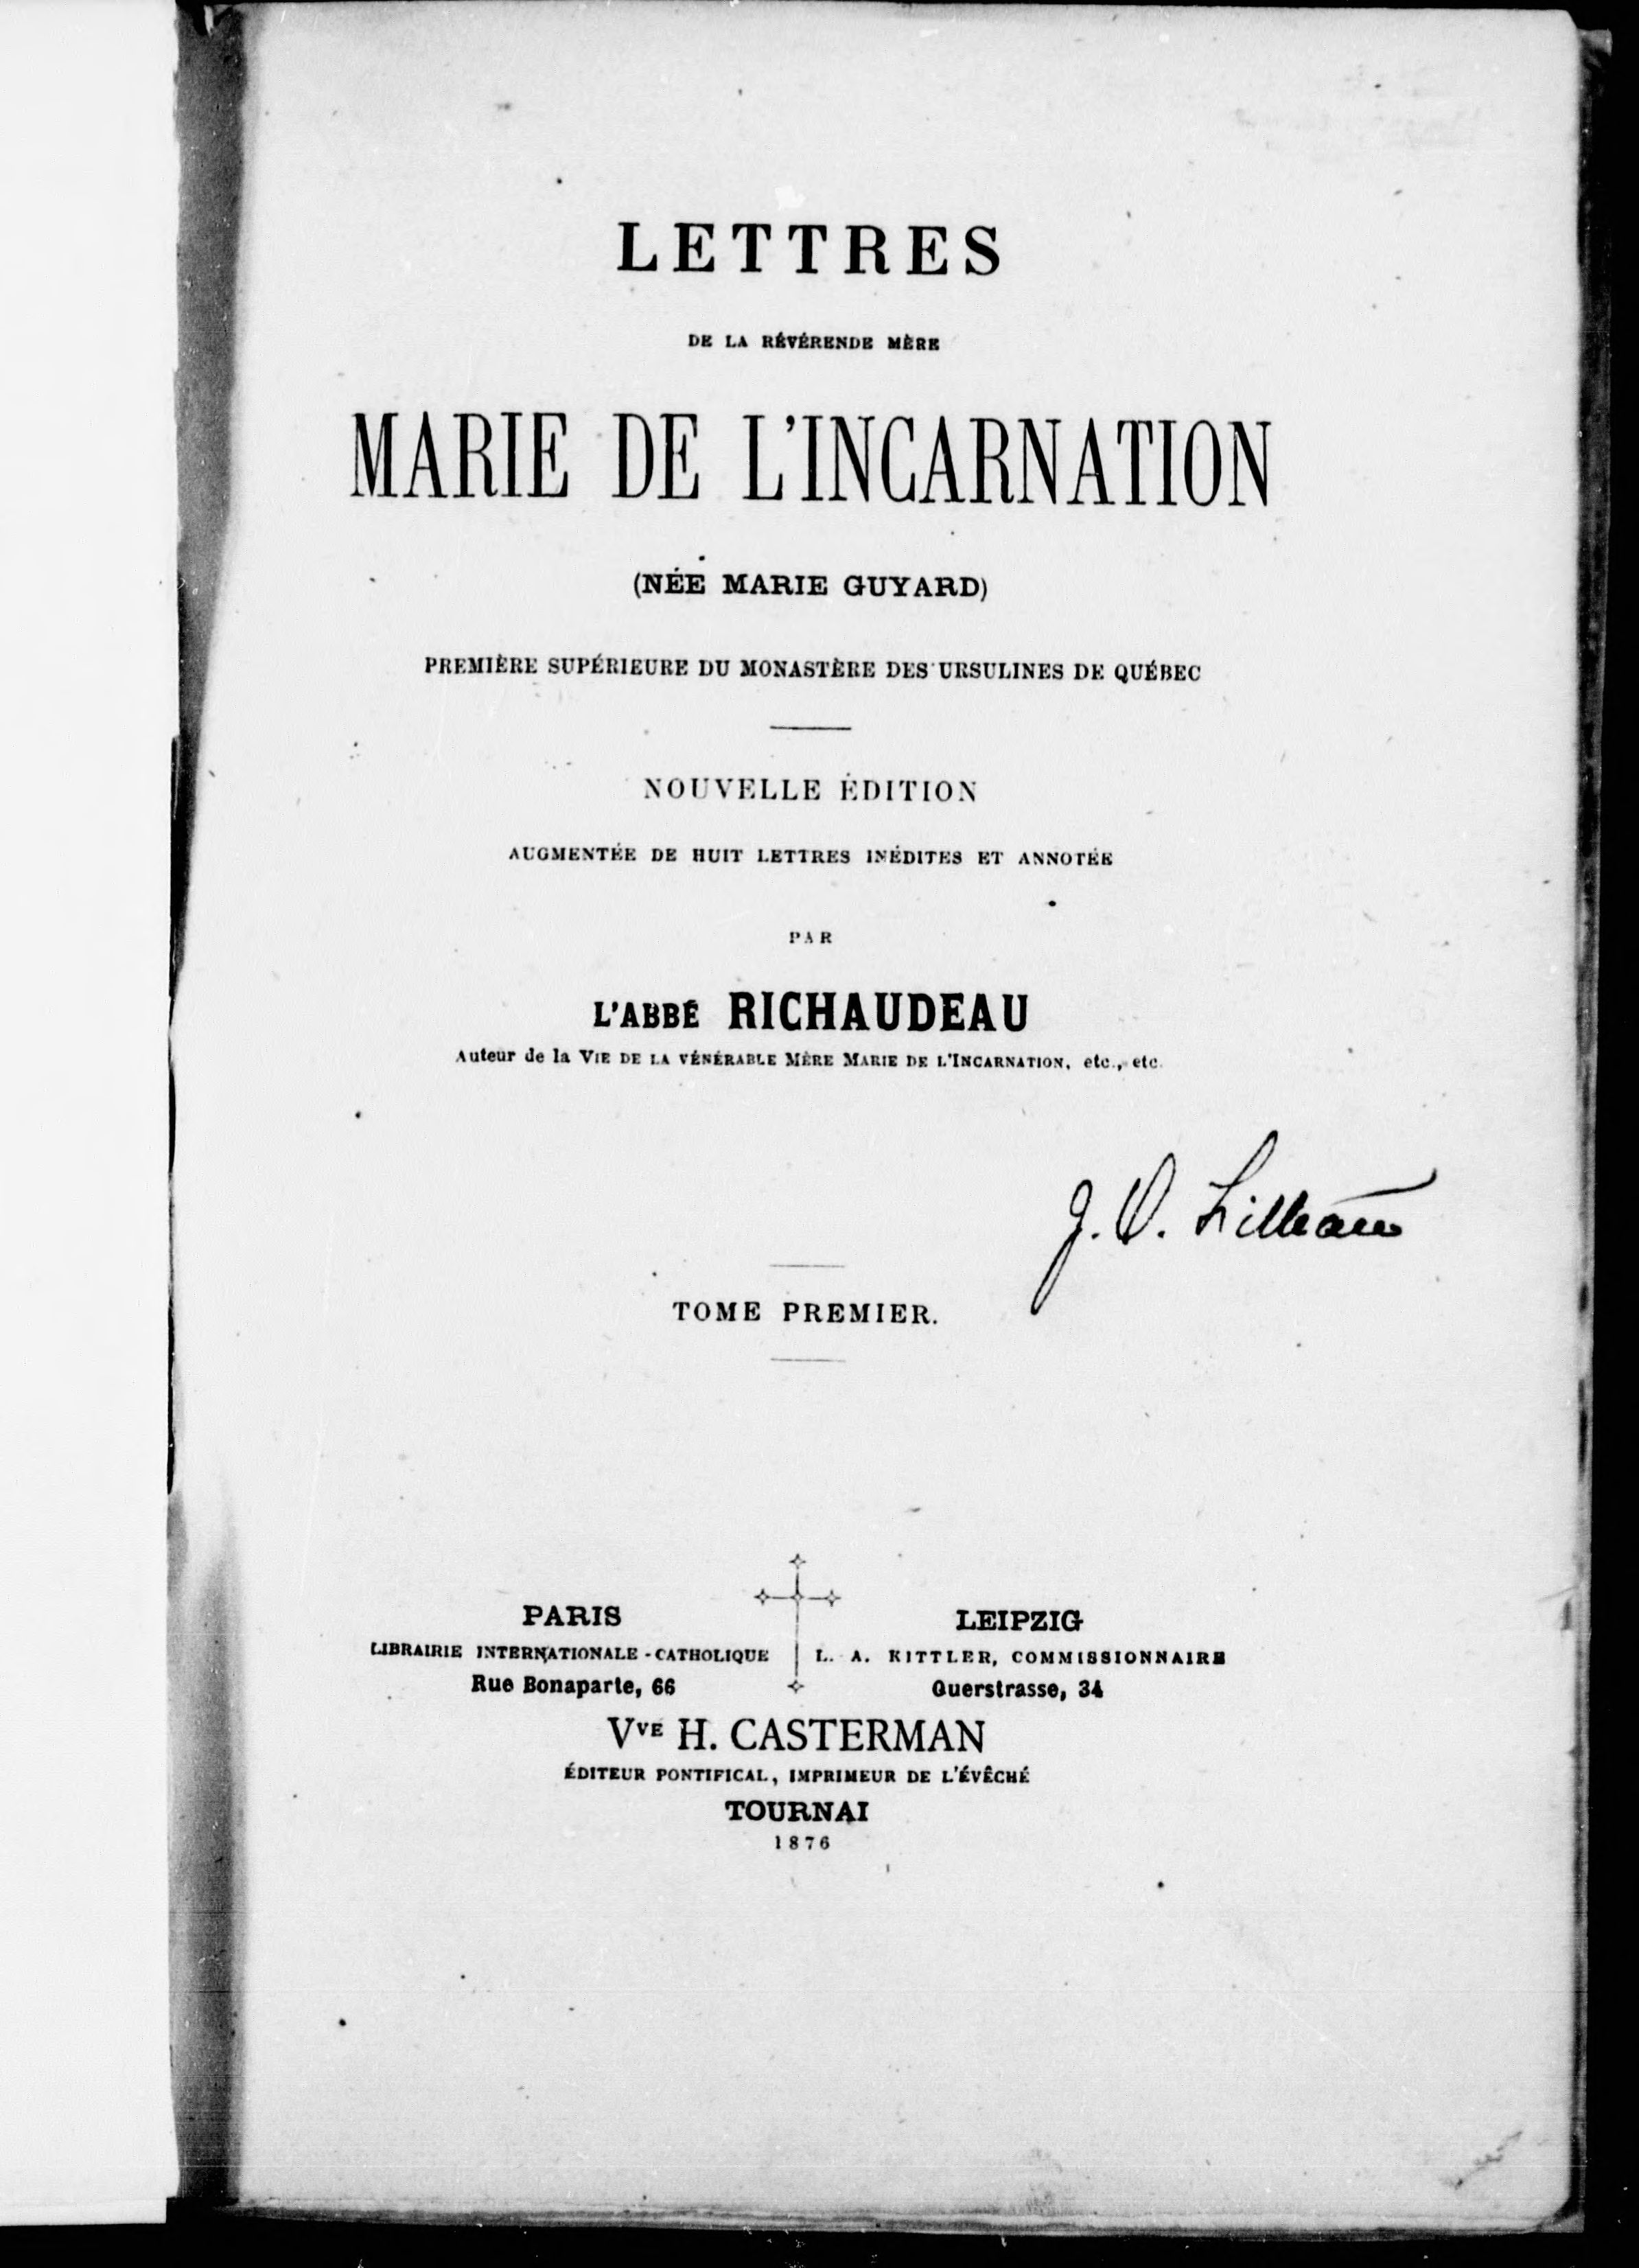 LETTRES
DE LA RÉVÉRENDE MÈRE
MARIE DE L'INCARNATION
(NÉE MARIE GUYARD)
PREMIÈRE SUPÉRIEURE DU MONASTÈRE DES URSULINES DE QUÉBEC
NOUVELLE ÉDITION
AUGMENTÉE DE HUIT LETTRES INÉDITES ET ANNOTÉE
PAR
L'ABBÉ RICHAUDEAU
Auteur de la VIE DE LA VÉNÉRABLE MÈRE MARIE DE L'INCARNATION, etc., etc.
TOME PREMIER.
PARIS
LIBRAIRIE INTERNATIONALE-CATHOLIQUE
Rue Bonaparte, 66
LEIPZIG
L. A. KITTLER, COMMISSIONNAIRE
Querstrasse, 34
Vve H. CASTERMAN
ÉDITEUR PONTIFICAL, IMPRIMEUR DE L'ÉVÊCHÉ
TOURNAI
1876